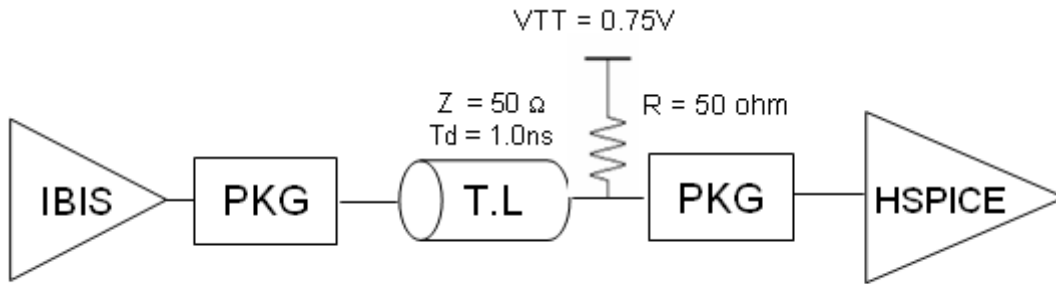 VTT = 0.75V
Z = 50 Ω
Td = 1.0ns
R = 50 ohm
IBIS
PKG
T.L
PKG
HSPICE